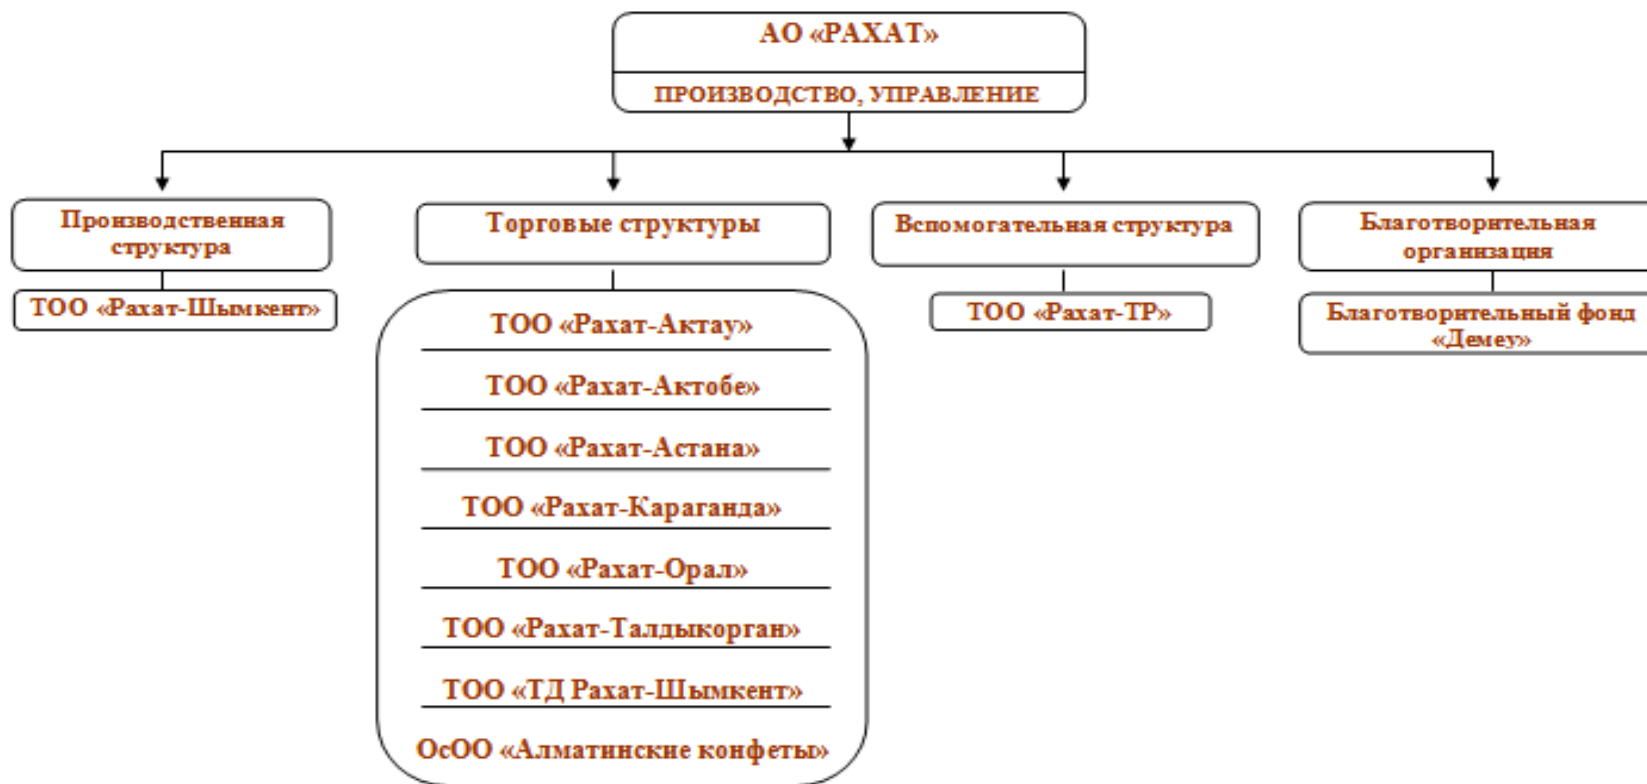 АО «РАХАТ»
ПРОИЗВОДСТВО, УПРАВЛЕНИЕ
Производственная
структура
ТОО «Рахат-Шымкент»
Торговые структуры
ТОО «Рахат-Актау»
ТОО «Рахат-Актобе»
ТОО «Рахат-Астана»
ТОО «Рахат-Караганда»
ТОО «Рахат-Орал»
ТОО «Рахат-Талдыкорган»
ТОО «ТД Рахат-Шымкент»
ОсОО «Алматинские конфеты»
Вспомогательная структура
ТОО «Рахат-ТР»
Благотворительная
организация
Благотворительный фонд
«Демеу»